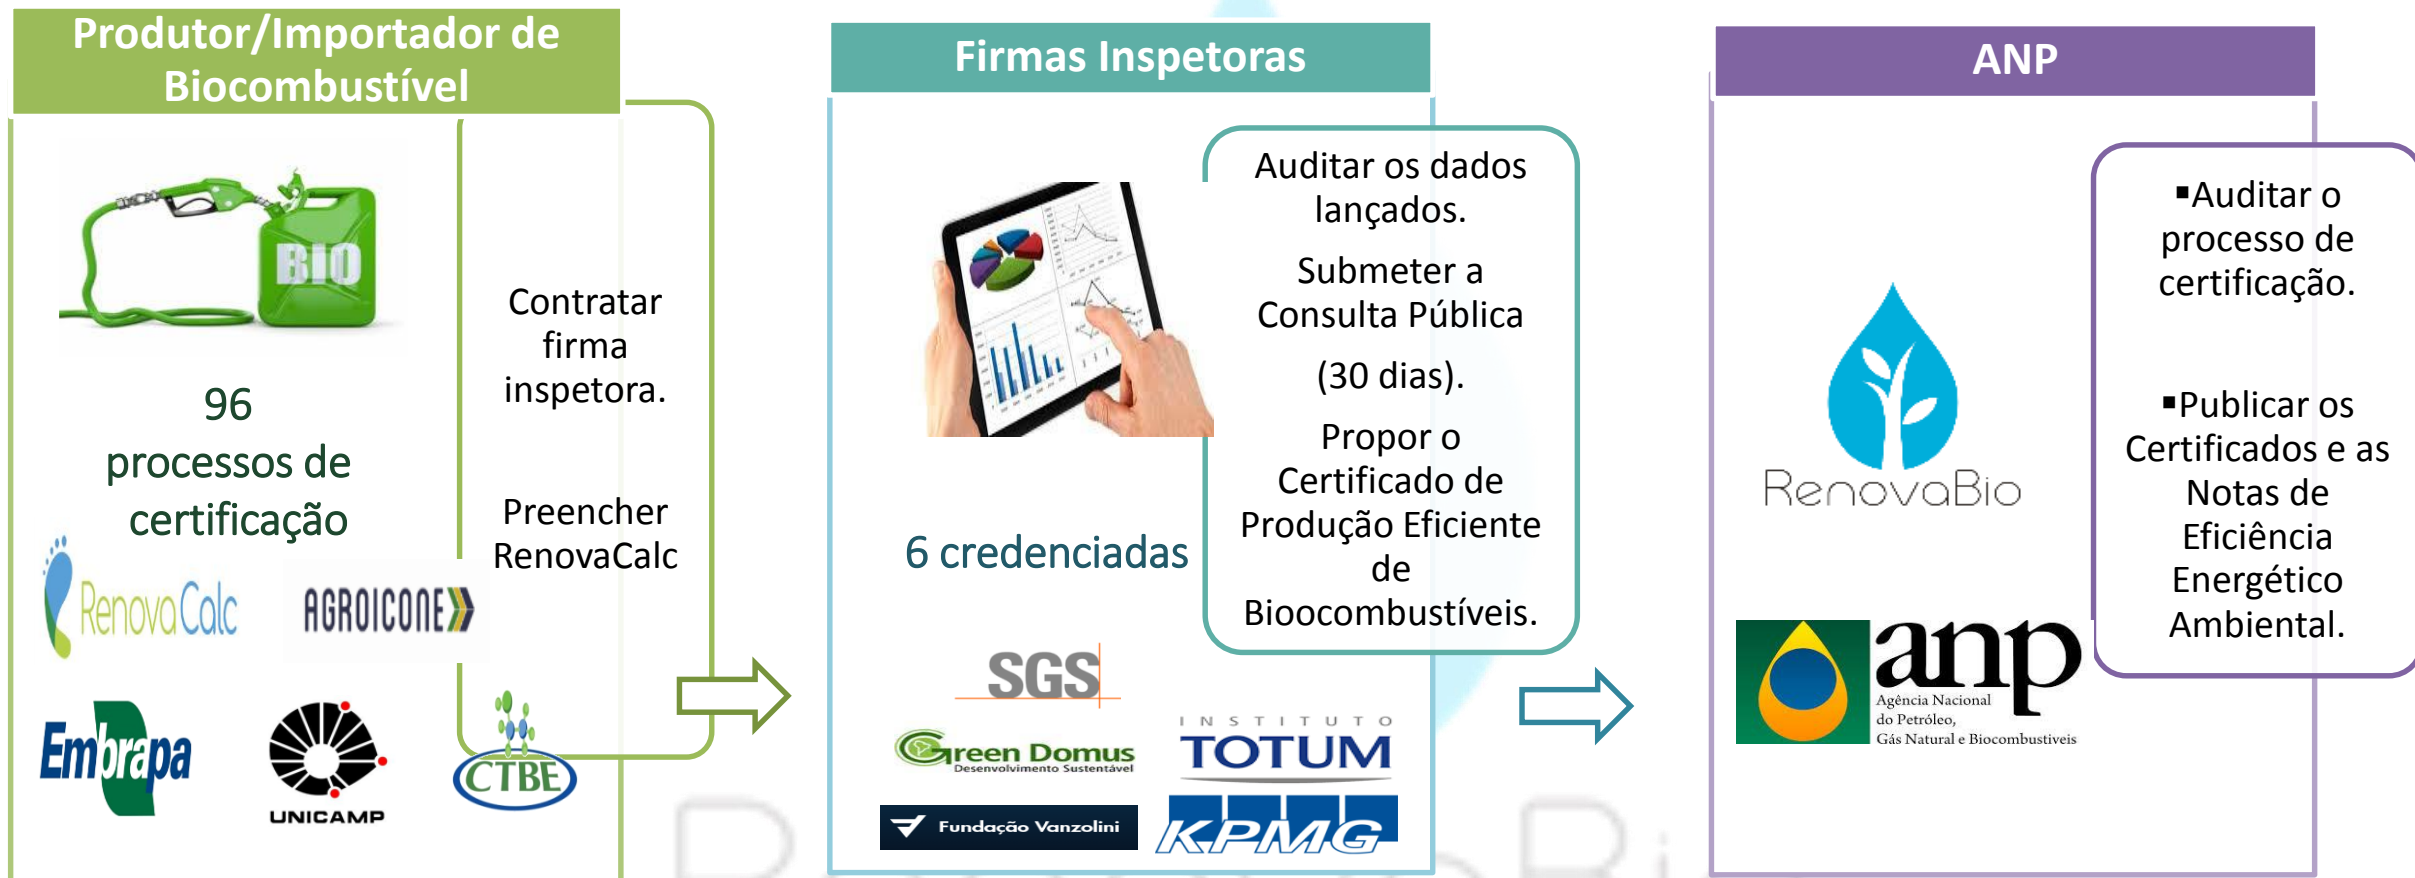 Produtor/Importador de
Biocombustível
BIO
96
processos de
certificação
Contratar
firma
inspetora.
Preencher
RenovaCalc
RenovaCalc
AGROICONE
Embrapa
UNICAMP
CTBE
Firmas Inspetoras
Auditar os dados
lançados.
Submeter a
Consulta Pública
(30 dias).
Propor o
Certificado de
Produção Eficiente
de
Bioocombustíveis.
6 credenciadas
SGS
Green Domus
Desenvolvimento Sustentável
INSTITUTO
TOTUM
Fundação Vanzolini
KPMG
ANP
▪Auditar o
processo de
certificação.
▪Publicar os
Certificados e as
Notas de
Eficiência
Energético
Ambiental.
RenovaBio
anp
Agência Nacional
do Petróleo,
Gás Natural e Biocombustiveis